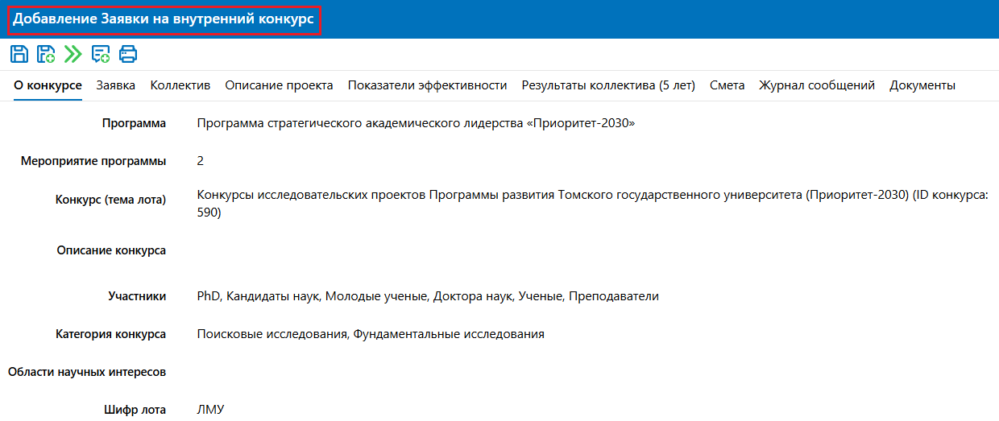 Добавление Заявки на внутренний конкурс
О конкурсе Заявка Коллектив Описание проекта Показатели эффективности Результаты коллектива (5 лет) Смета Журнал сообщений Документы
Программа Программа стратегического академического лидерства «Приоритет-2030»
Мероприятие программы 2
Конкурс (тема лота) Конкурсы исследовательских проектов Программы развития Томского государственного университета (Приоритет-2030) (ID конкурса:
590)
Описание конкурса
Участники PhD, Кандидаты наук, Молодые ученые, Доктора наук, Ученые, Преподаватели
Категория конкурса Поисковые исследования, Фундаментальные исследования
Области научных интересов
Шифр лота ЛМУ